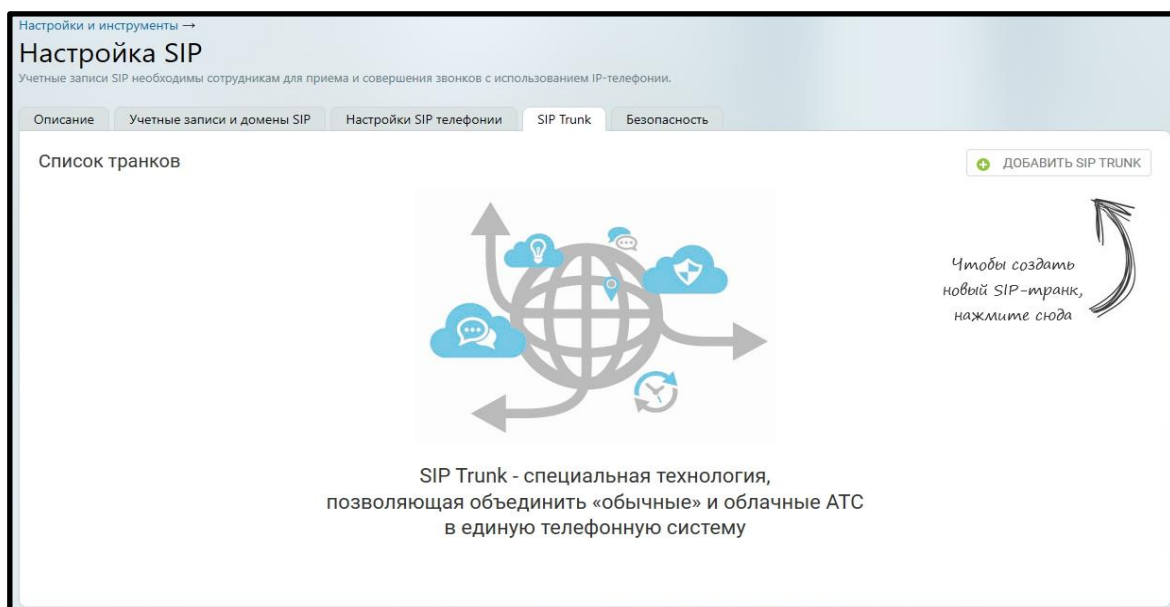 Настройки и инструменты →
Настройка SIP
Учетные записи SIP необходимы сотрудникам для приема и совершения звонков с использованием IP-телефонии.
Описание
Учетные записи и домены SIP
Настройки SIP телефонии
SIP Trunk
Безопасность
Список транков
ДОБАВИТЬ SIP TRUNK
Чтобы создать
новый SIP-транк,
нажмите сюда
SIP Trunk - специальная технология,
позволяющая объединить «обычные» и облачные АТС
в единую телефонную систему